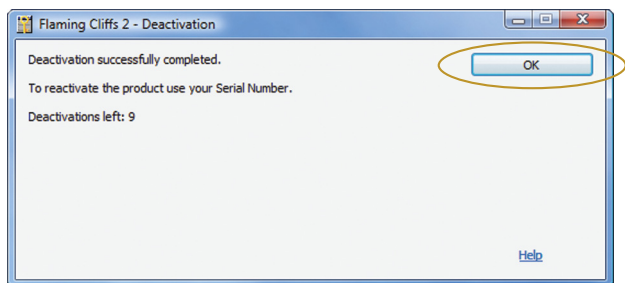 Flaming Cliffs 2 - Deactivation
Deactivation successfully completed.
OK
To reactivate the product use your Serial Number.
Deactivations left: 9
Help